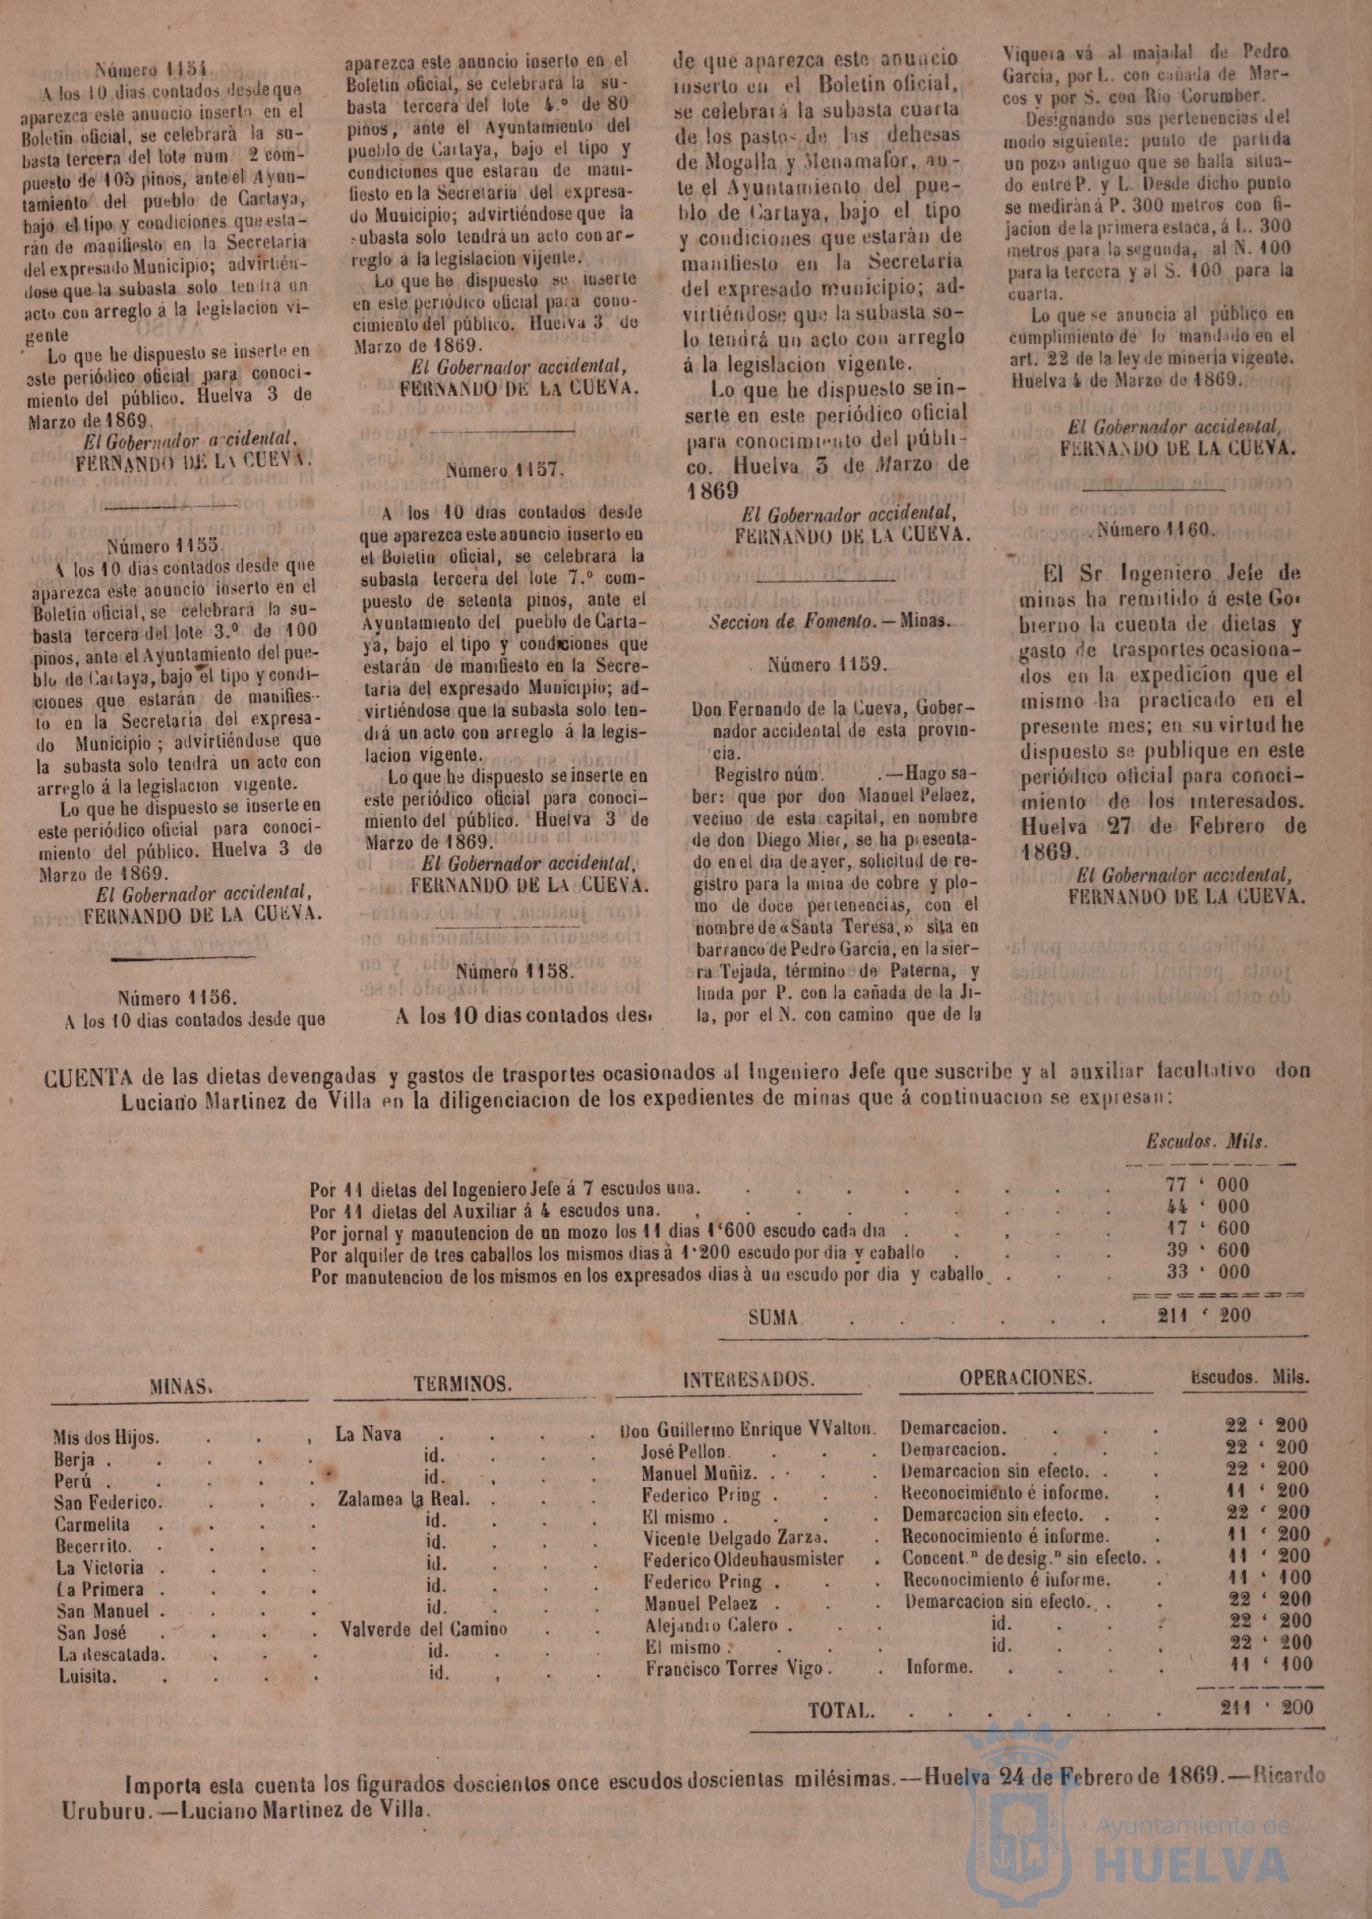 Número 1154.
A los 10 dias contados desde que
aparezca este anuncio inserto en el
Boletin oficial, se celebrará la su-
basta tercera del lote núm 2 com-
puesto de 105 pinos, ante el Ayun-
tamiento del pueblo de Cartaya,
bajo el tipo y condiciones que esta-
rán de manifiesto en la Secretaria
del expresado Municipio; advirtién-
dose que la subasta solo tendrá un
acto con arreglo á la legislacion vi-
gente
Lo que he dispuesto se inserte en
este periódico oficial para conoci-
miento del público. Huelva 3 de
Marzo de 1869.
El Gobernador accidental,
FERNANDO DE LA CUEVA.
Número 1155.
A los 10 dias contados desde que
aparezca este anuncio inserto en el
Boletin oficial, se celebrará la su-
basta tercera del lote 3.º de 100
pinos, ante el Ayuntamiento del pue-
blo de Cartaya, bajo el tipo y condi-
ciones que estarán de manifies-
to en la Secretaria del expresa-
do Municipio; advirtiéndose que
la subasta solo tendrá un acto con
arreglo á la legislacion vigente.
Lo que he dispuesto se inserte en
este periódico oficial para conoci-
miento del público. Huelva 3 de
Marzo de 1869.
El Gobernador accidental,
FERNANDO DE LA CUEVA.
Número 1156.
A los 10 dias contados desde que
aparezca este anuncio inserto en el
Boletin oficial, se celebrará la su-
basta tercera del lote 4.º de 80
pinos, ante el Ayuntamiento del
pueblo de Cartaya, bajo el tipo y
condiciones que estarán de mani-
fiesto en la Secretaría del expresa-
do Municipio; advirtiéndose que la
subasta solo tendrá un acto con ar-
reglo á la legislacion vijente.
Lo que he dispuesto se inserte
en este periódico oficial para cono-
cimiento del público. Huelva 3 de
Marzo de 1869.
El Gobernador accidental,
FERNANDO DE LA CUEVA.
Número 1157.
A los 10 dias contados desde
que aparezca este anuncio inserto en
el Boletin oficial, se celebrará la
subasta tercera del lote 7.º com-
puesto de setenta pinos, ante el
Ayuntamiento del pueblo de Carta-
ya, bajo el tipo y condiciones que
estarán de manifiesto en la Secre-
taria del expresado Municipio; ad-
virtiéndose que la subasta solo ten-
drá un acto con arreglo á la legis-
lacion vigente.
Lo que he dispuesto se inserte en
este periódico oficial para conoci-
miento del público. Huelva 3 de
Marzo de 1869.
El Gobernador accidental,
FERNANDO DE LA CUEVA.
Número 1158.
A los 10 dias contados des-
de que aparezca este anuncio
inserto en el Boletin oficial,
se celebrará la subasta cuarta
de los pastos de las dehesas
de Mogalla y Menamafor, an-
te el Ayuntamiento del pue-
blo de Cartaya, bajo el tipo
y condiciones que estarán de
manifiesto en la Secretaria
del expresado municipio; ad-
virtiéndose que la subasta so-
lo tendrá un acto con arreglo
á la legislacion vigente.
Lo que he dispuesto se in-
serte en este periódico oficial
para conocimiento del públi-
co. Huelva 3 de Marzo de
1869
El Gobernador accidental,
FERNANDO DE LA CUEVA.
Seccion de Fomento.—Minas.
Número 1159.
Don Fernando de la Cueva, Gober-
nador accidental de esta provin-
cia.
Registro núm. .—Hago sa-
ber: que por don Manuel Pelaez,
vecino de esta capital, en nombre
de don Diego Mier, se ha presenta-
do en el dia de ayer, solicitud de re-
gistro para la mina de cobre y plo-
mo de doce pertenencias, con el
nombre de «Santa Teresa,» sita en
barranco de Pedro García, en la sier-
ra Tejada, término de Paterna, y
linda por P. con la cañada de la Ji-
la, por el N. con camino que de la
Viquera vá al majadal de Pedro
Garcia, por L. con cañada de Mar-
cos y por S. con Rio Corumber.
Designando sus pertenencias del
modo siguiente: punto de partida
un pozo antiguo que se halla situa-
do entre P. y L. Desde dicho punto
se mediràn á P. 300 metros con fi-
jacion de la primera estaca, á L. 300
metros para la segunda, al N. 100
para la tercera y al S. 100 para la
cuarta.
Lo que se anuncia al público en
cumplimiento de lo mandado en el
art. 22 de la ley de minería vigente.
Huelva 4 de Marzo de 1869.
El Gobernador accidental,
FERNANDO DE LA CUEVA.
Número 1160.
El Sr. Ingeniero Jefe de
minas ha remitido á este Go-
bierno la cuenta de dietas y
gasto de trasportes ocasiona-
dos en la expedicion que el
mismo ha practicado en el
presente mes; en su virtud he
dispuesto se publique en este
periódico oficial para conoci-
miento de los interesados.
Huelva 27 de Febrero de
1869.
El Gobernador accidental,
FERNANDO DE LA CUEVA.
CUENTA de las dietas devengadas y gastos de trasportes ocasionados al Ingeniero Jefe que suscribe y al auxiliar facultativo don
Luciano Martinez de Villa en la diligenciacion de los expedientes de minas que á continuacion se expresan:
Escudos. Mils.
Por 11 dietas del Ingeniero Jefe á 7 escudos una. 77 ‘ 000
Por 11 dietas del Auxiliar á 4 escudos una. 44 ‘ 000
Por jornal y manutencion de un mozo los 11 dias 1‘600 escudo cada dia 17 ‘ 600
Por alquiler de tres caballos los mismos dias à 1‘200 escudo por dia y caballo 39 ‘ 600
Por manutencion de los mismos en los expresados dias à un escudo por dia y caballo. 33 ‘ 000
SUMA. 211 ‘ 200
MINAS. TERMINOS. INTERESADOS. OPERACIONES. Escudos. Mils.
Mis dos Hijos. La Nava Don Guillermo Enrique VValton. Demarcacion. 22 ‘ 200
Berja . id. José Pellon. Demarcacion. 22 ‘ 200
Perú . id. Manuel Muñiz. Demarcacion sin efecto. 22 ‘ 200
San Federico. Zalamea la Real. Federico Pring . Reconocimiento é informe. 11 ‘ 200
Carmelita id. El mismo . Demarcacion sin efecto. 22 ‘ 200
Becerrito. id. Vicente Delgado Zarza. Reconocimiento é informe. 11 ‘ 200
La Victoria . id. Federico Oldenhausmister Concent.ⁿ de desig.ⁿ sin efecto. 11 ‘ 200
La Primera . id. Federico Pring . Reconocimiento é informe. 11 ‘ 100
San Manuel . id. Manuel Pelaez . Demarcacion sin efecto. 22 ‘ 200
San José Valverde del Camino Alejandro Calero . id. 22 ‘ 200
La Rescatada. id. El mismo . id. 22 ‘ 200
Luisita. id. Francisco Torres Vigo . Informe. 11 ‘ 100
TOTAL. 211 ‘ 200
Importa esta cuenta los figurados doscientos once escudos doscientas milésimas.—Huelva 24 de Febrero de 1869.—Ricardo
Uruburu.—Luciano Martinez de Villa.
Ayuntamiento de
HUELVA